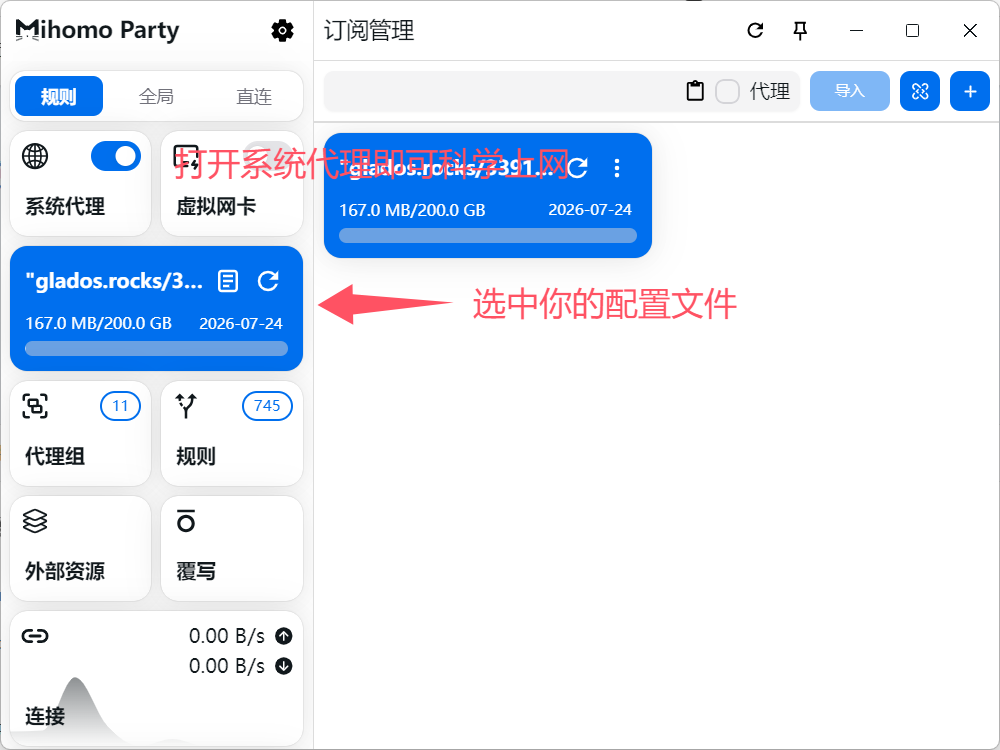 Mihomo Party
订阅管理
规则 全局 直连
代理 导入
系统代理
虚拟网卡
打开系统代理即可科学上网
"glados.rocks/3391...
167.0 MB/200.0 GB 2026-07-24
"glados.rocks/3...
167.0 MB/200.0 GB 2026-07-24
选中你的配置文件
11
代理组
745
规则
外部资源
覆写
0.00 B/s
0.00 B/s
连接